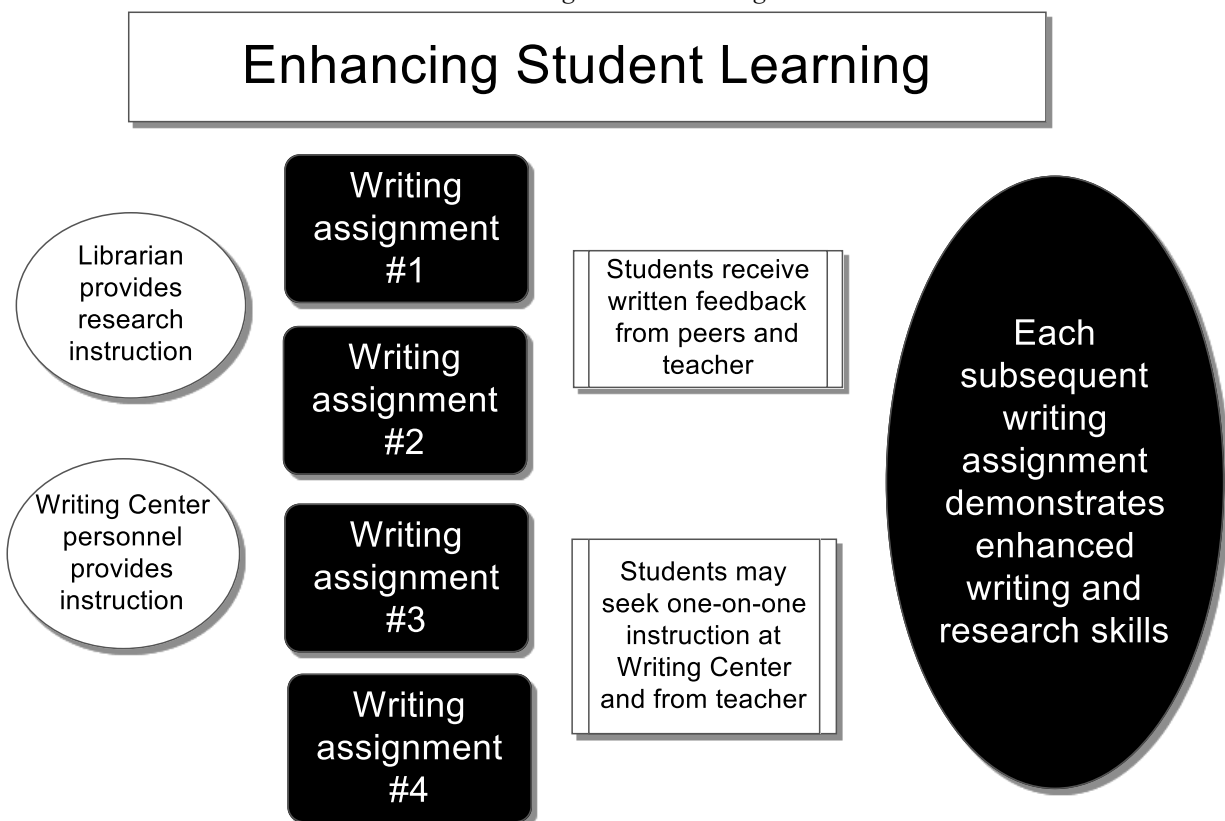 Enhancing Student Learning
Librarian
provides
research
instruction
Writing Center
personnel
provides
instruction
Writing
assignment
#1
Writing
assignment
#2
Writing
assignment
#3
Writing
assignment
#4
Students receive
written feedback
from peers and
teacher
Students may
seek one-on-one
instruction at
Writing Center
and from teacher
Each
subsequent
writing
assignment
demonstrates
enhanced
writing and
research skills